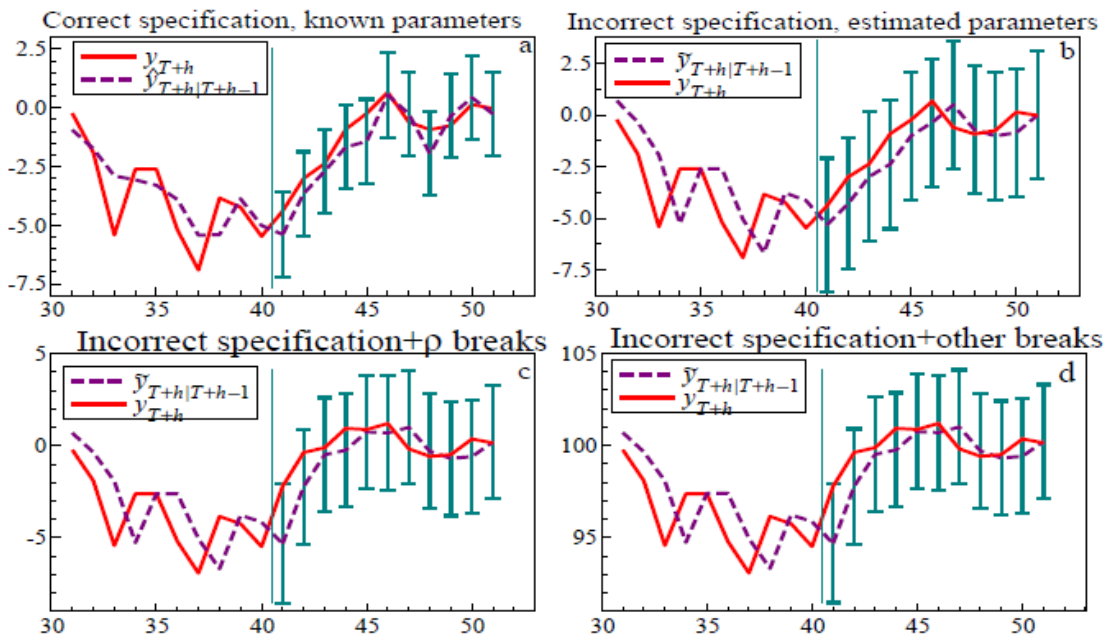 Correct specification, known parameters
a
y_{T+h}
ŷ_{T+h|T+h-1}
2.5
0.0
-2.5
-5.0
-7.5
30 35 40 45 50
Incorrect specification, estimated parameters
b
ỹ_{T+h|T+h-1}
y_{T+h}
2.5
0.0
-2.5
-5.0
-7.5
30 35 40 45 50
Incorrect specification+ρ breaks
c
ỹ_{T+h|T+h-1}
y_{T+h}
5
0
-5
30 35 40 45 50
Incorrect specification+other breaks
d
ỹ_{T+h|T+h-1}
y_{T+h}
105
100
95
30 35 40 45 50